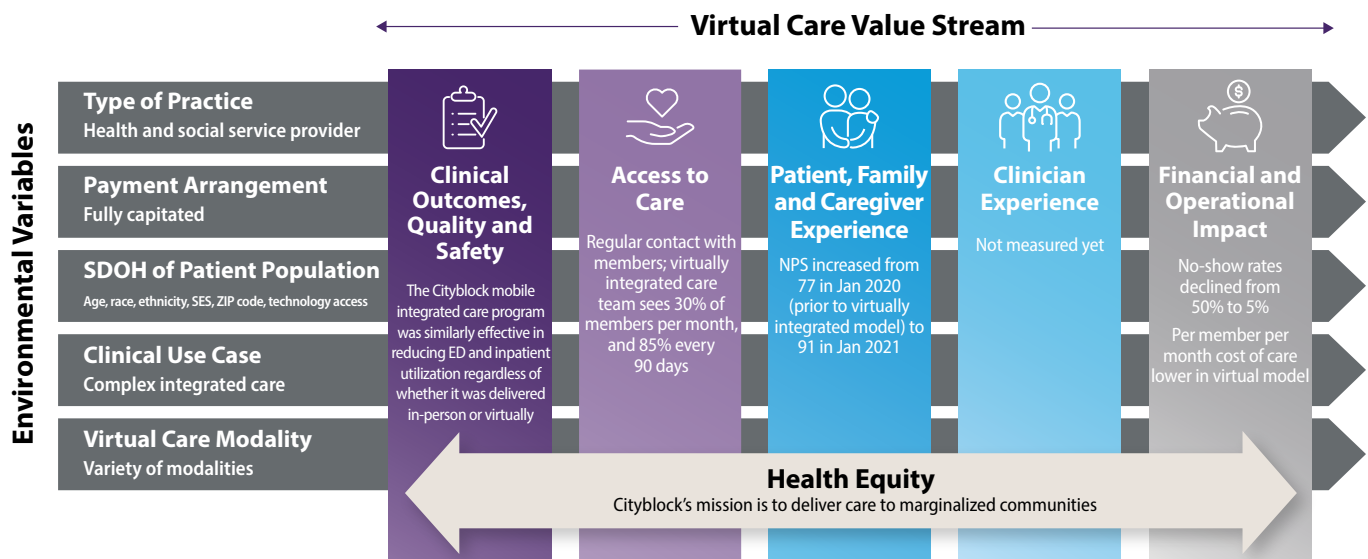 Virtual Care Value Stream
Environmental Variables
Type of Practice
Health and social service provider
Payment Arrangement
Fully capitated
SDOH of Patient Population
Age, race, ethnicity, SES, ZIP code, technology access
Clinical Use Case
Complex integrated care
Virtual Care Modality
Variety of modalities
Clinical
Outcomes,
Quality and
Safety
The Cityblock mobile
integrated care program
was similarly effective in
reducing ED and inpatient
utilization regardless of
whether it was delivered
in-person or virtually
Access to
Care
Regular contact with
members; virtually
integrated care
team sees 30% of
members per month,
and 85% every
90 days
Patient, Family
and Caregiver
Experience
NPS increased from
77 in Jan 2020
(prior to virtually
integrated model) to
91 in Jan 2021
Clinician
Experience
Not measured yet
$
Financial and
Operational
Impact
No-show rates
declined from
50% to 5%
Per member per
month cost of care
lower in virtual model
Health Equity
Cityblock's mission is to deliver care to marginalized communities